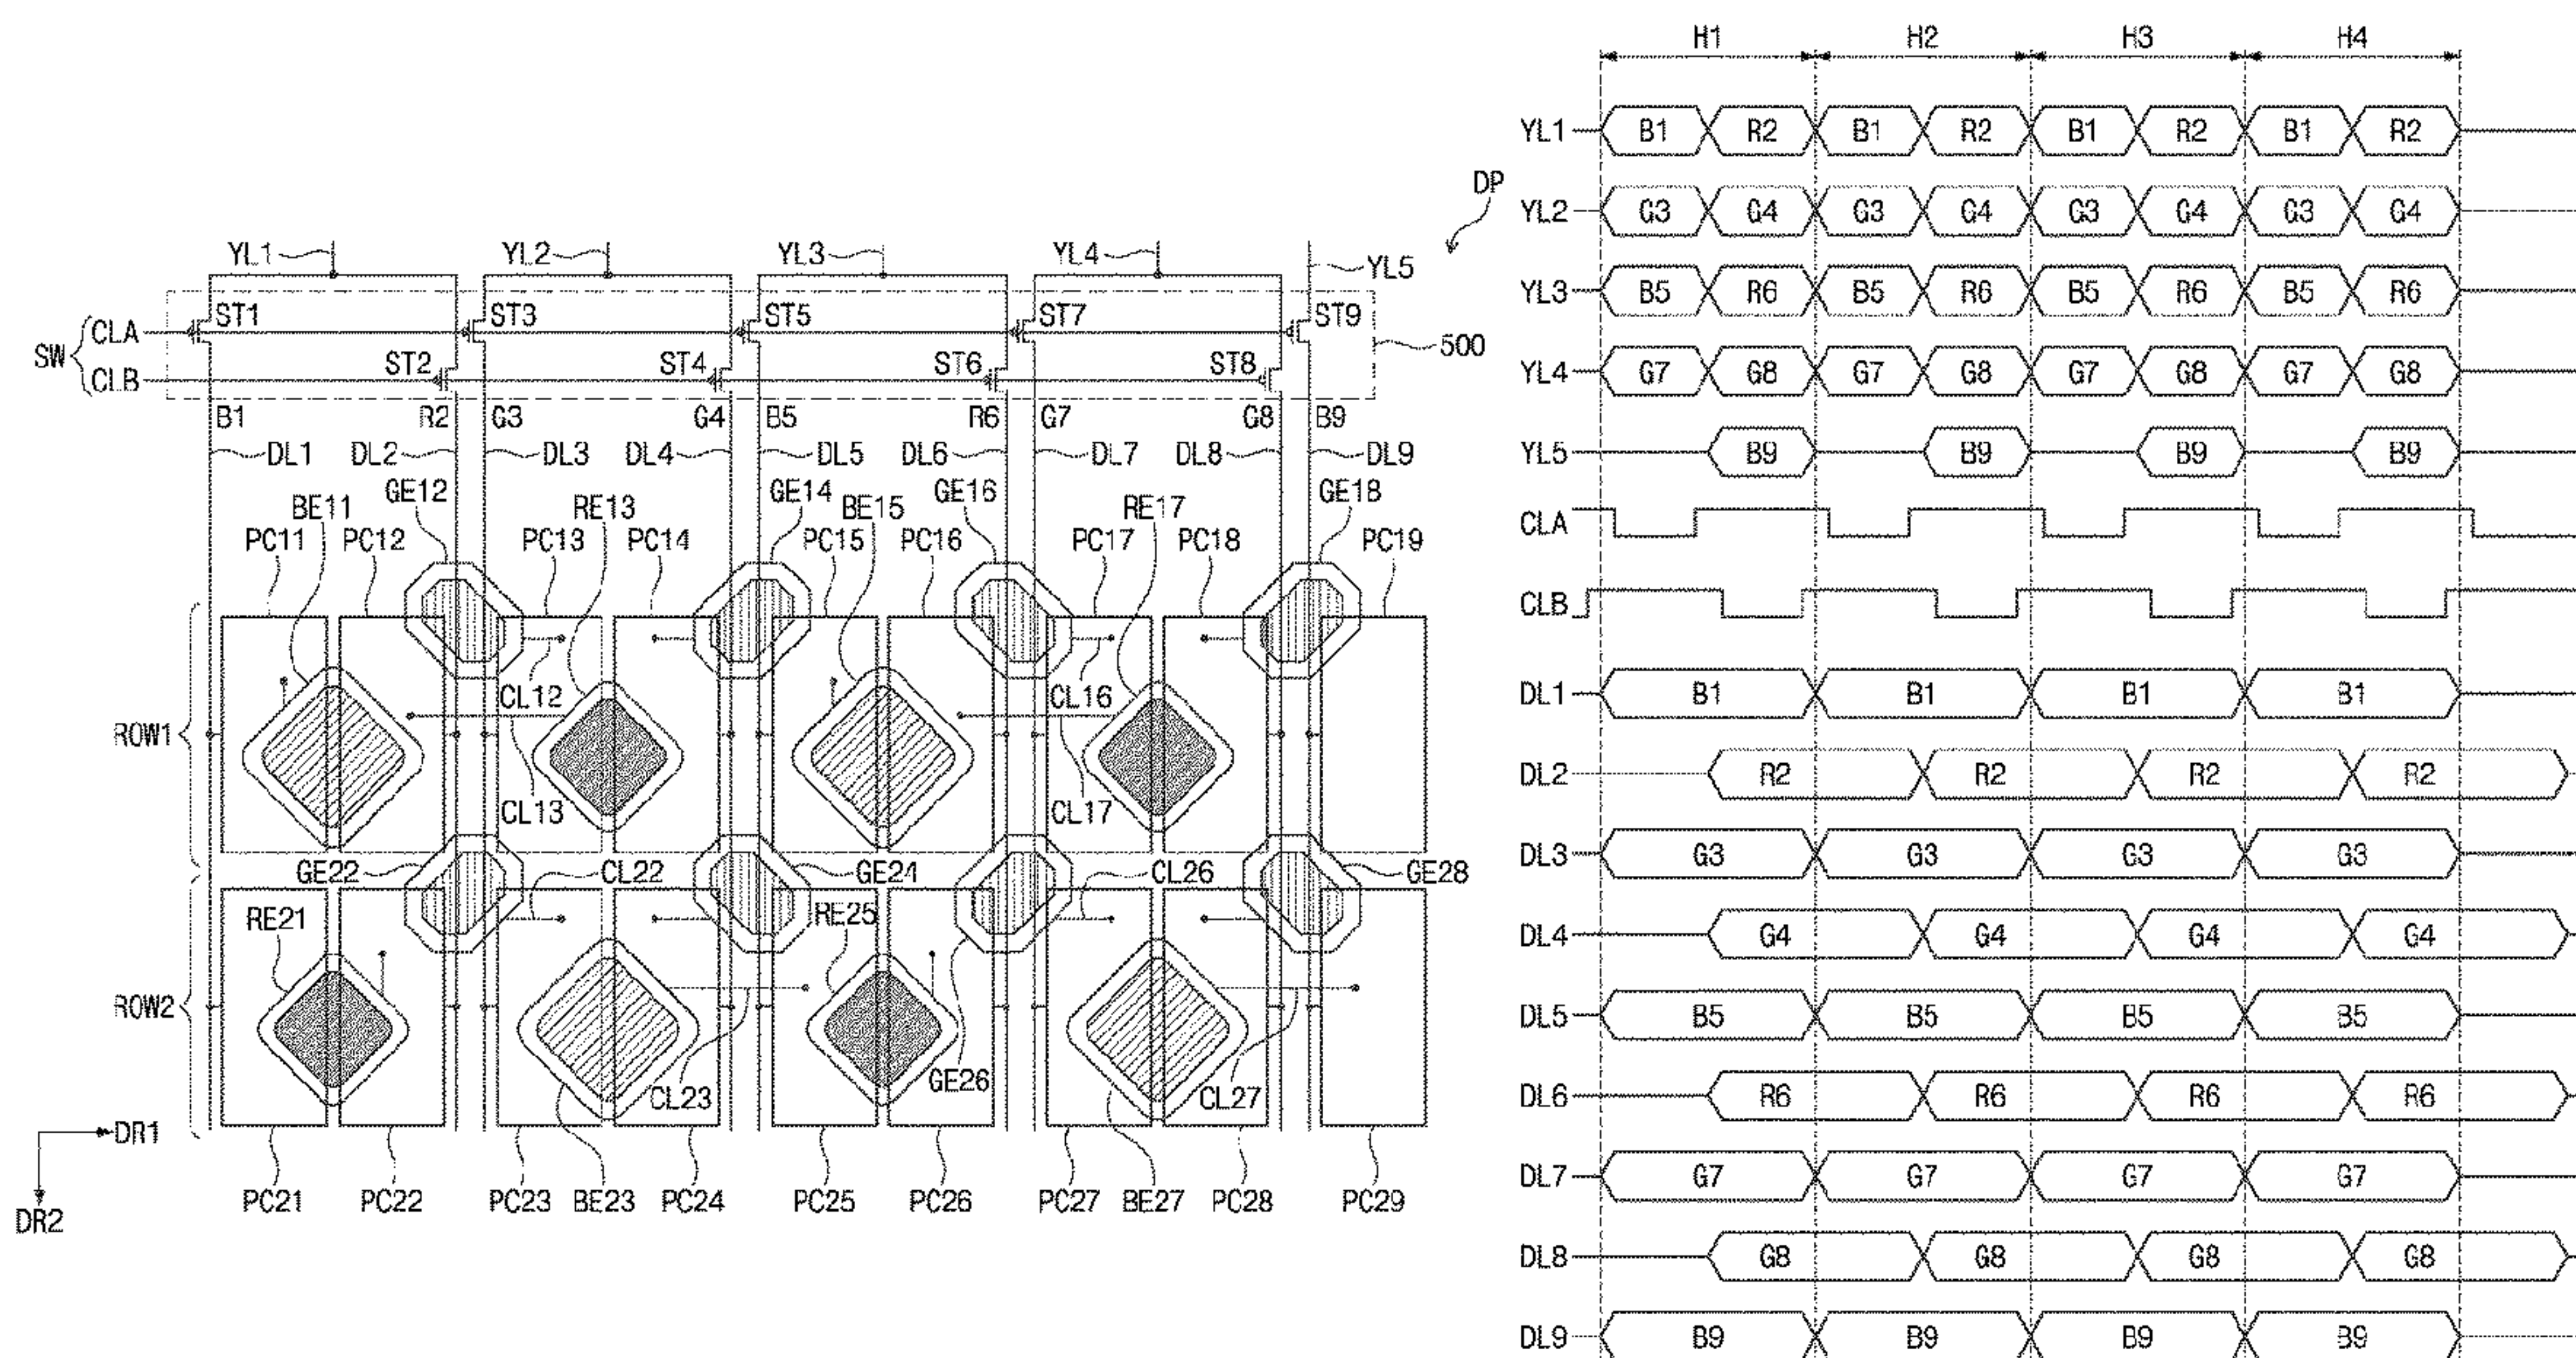 YL1 YL2 YL3 YL4 YL5
DP
SW CLA ST1 ST3 ST5 ST7 ST9
CLB ST2 ST4 ST6 ST8 500
B1 R2 G3 G4 B5 R6 G7 G8 B9
DL1 DL2 DL3 DL4 DL5 DL6 DL7 DL8 DL9
GE12 GE14 GE16 GE18
BE11 RE13 BE15 RE17
PC11 PC12 PC13 PC14 PC15 PC16 PC17 PC18 PC19
CL12 CL16
ROW1
CL13 CL17
GE22 CL22 GE24 CL26 GE28
RE21 RE25
ROW2
GE26
CL23 CL27
DR1
PC21 PC22 PC23 BE23 PC24 PC25 PC26 PC27 BE27 PC28 PC29
DR2
H1 H2 H3 H4
YL1 B1 R2 B1 R2 B1 R2 B1 R2
YL2 G3 G4 G3 G4 G3 G4 G3 G4
YL3 B5 R6 B5 R6 B5 R6 B5 R6
YL4 G7 G8 G7 G8 G7 G8 G7 G8
YL5 B9 B9 B9 B9
CLA
CLB
DL1 B1 B1 B1 B1
DL2 R2 R2 R2 R2
DL3 G3 G3 G3 G3
DL4 G4 G4 G4 G4
DL5 B5 B5 B5 B5
DL6 R6 R6 R6 R6
DL7 G7 G7 G7 G7
DL8 G8 G8 G8 G8
DL9 B9 B9 B9 B9